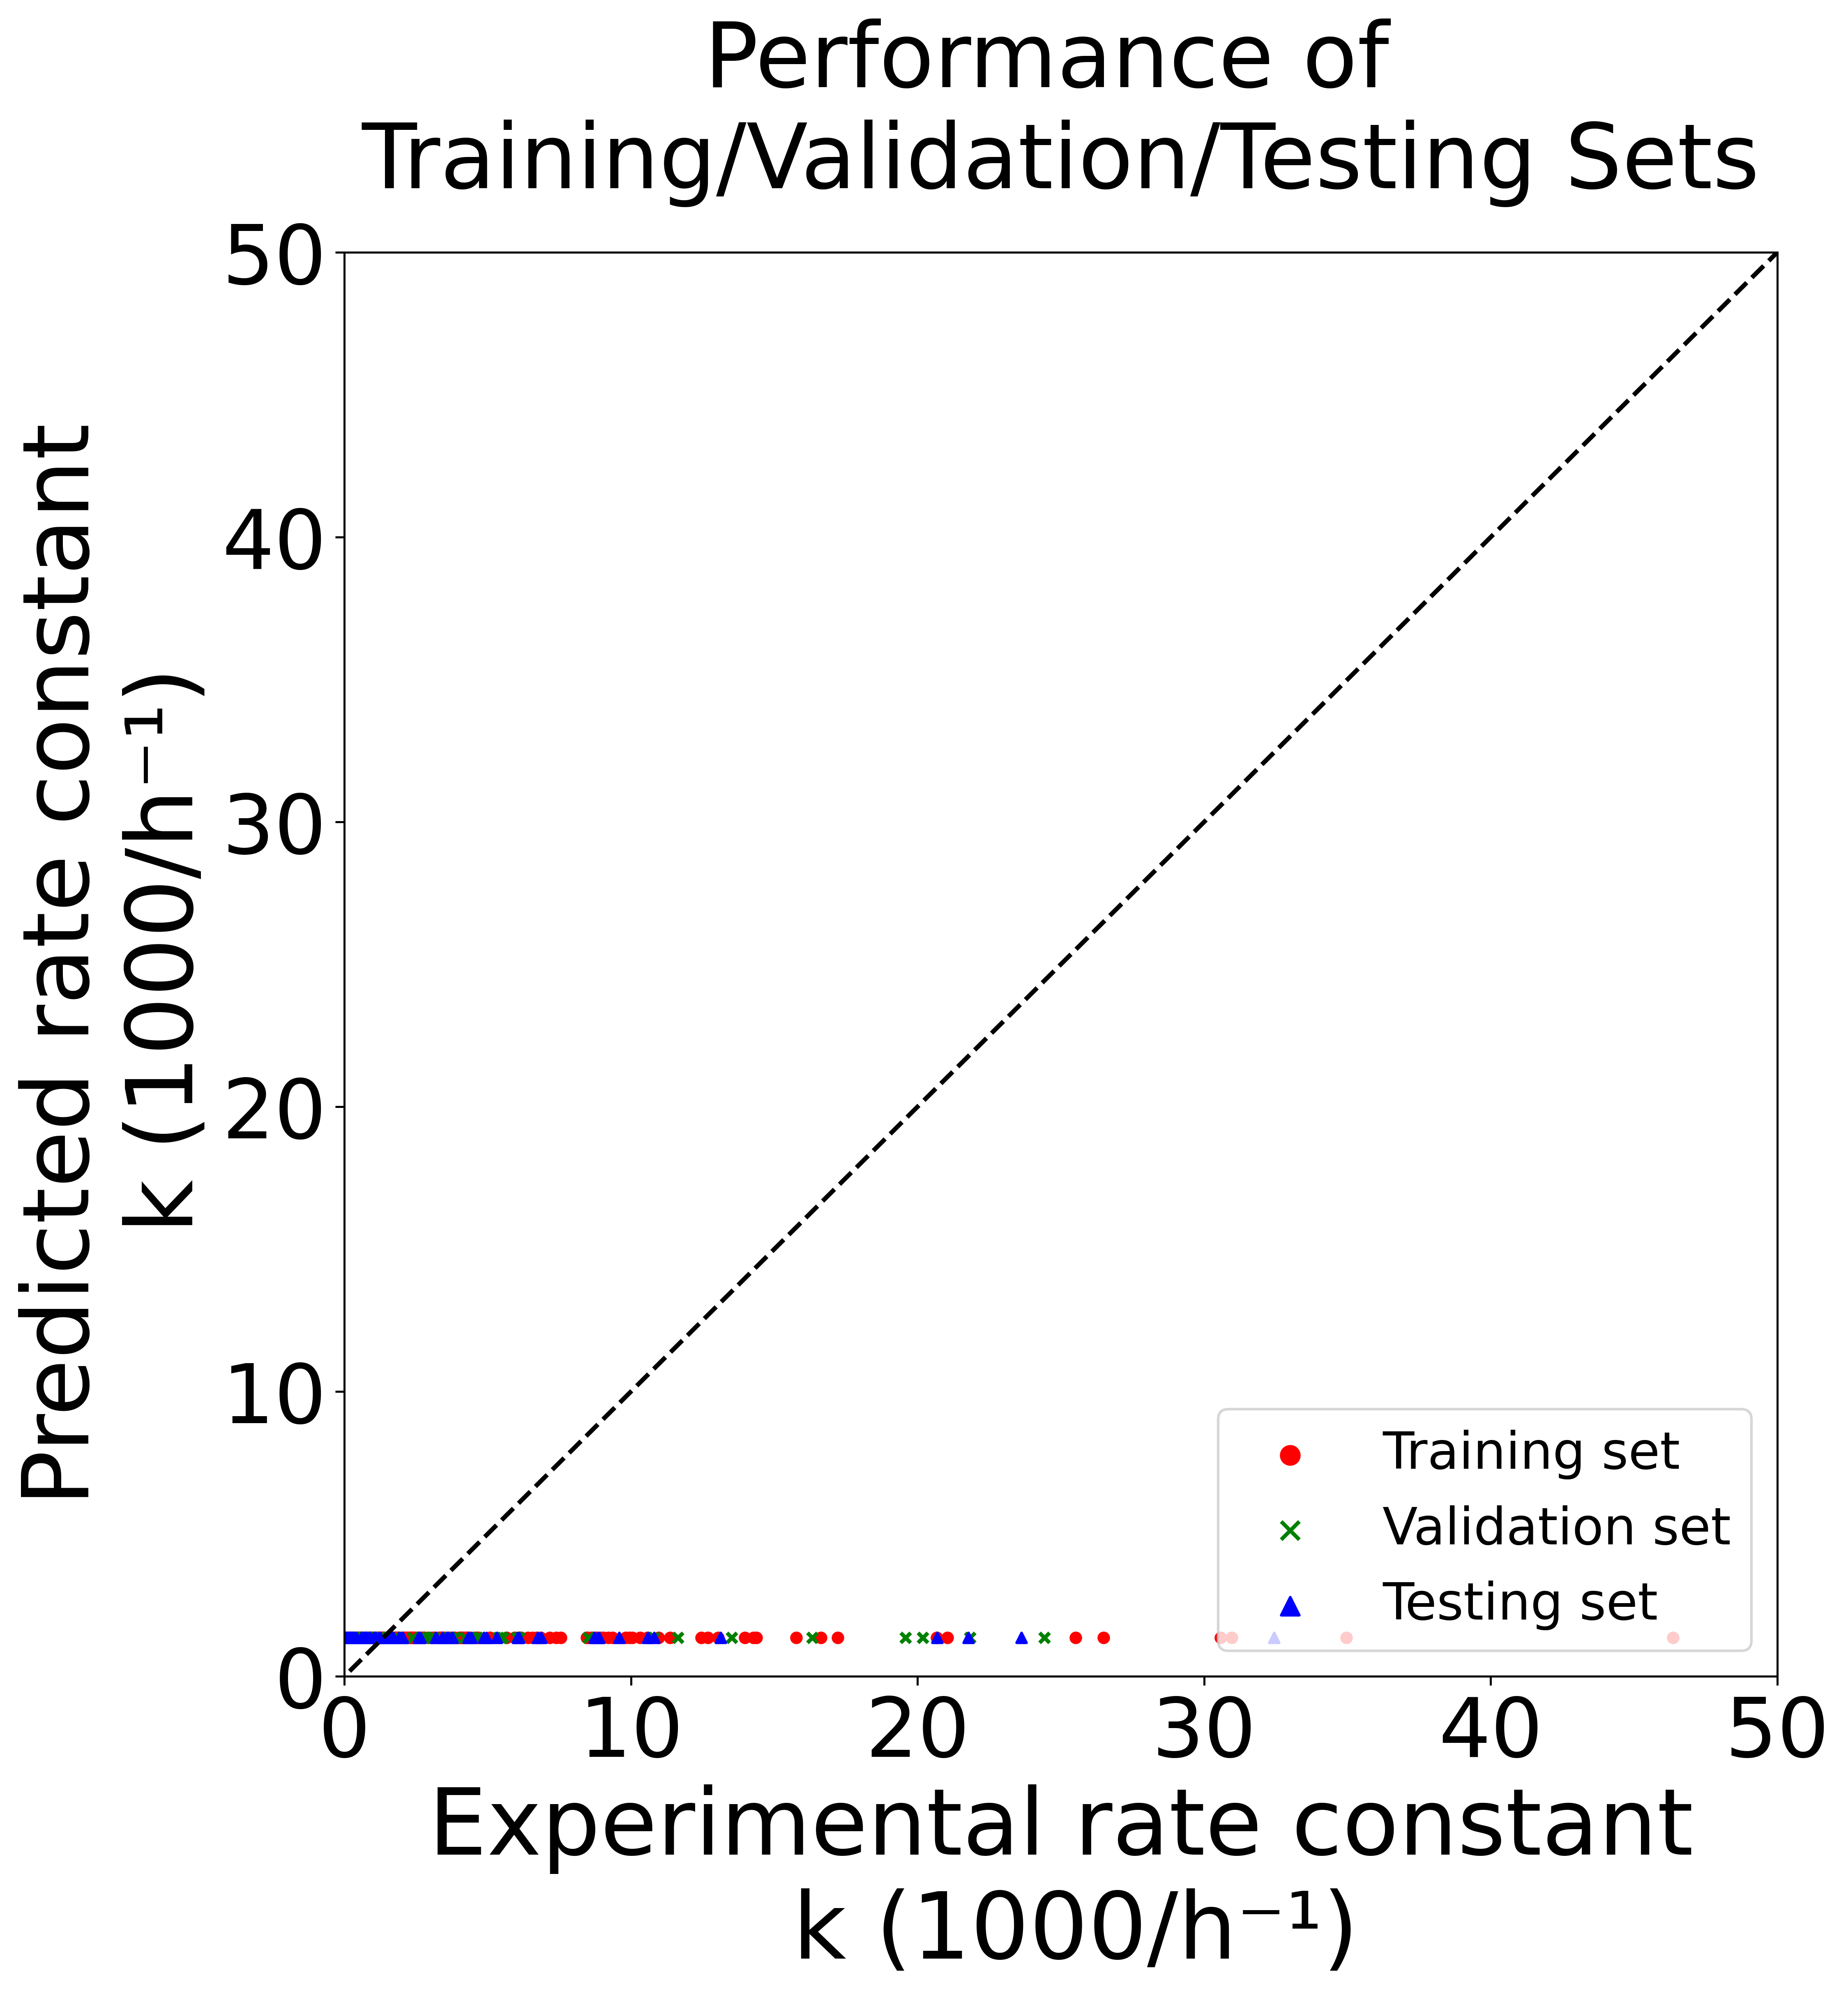 Performance of
Training/Validation/Testing Sets
Predicted rate constant
k (1000/h⁻¹)
50
40
30
20
10
0
0 10 20 30 40 50
Training set
Validation set
Testing set
Experimental rate constant
k (1000/h⁻¹)